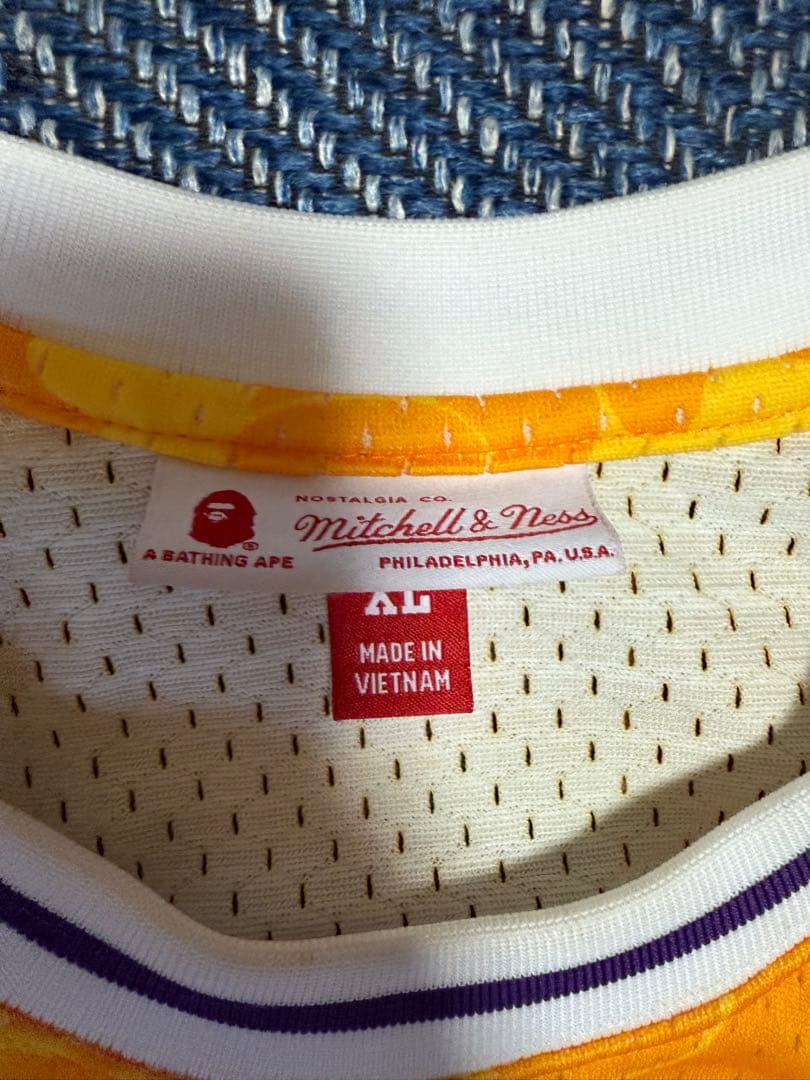 NOSTALGIA CO.
Mitchell & Ness
A BATHING APE
PHILADELPHIA, PA. U.S.A.
XL
MADE IN
VIETNAM